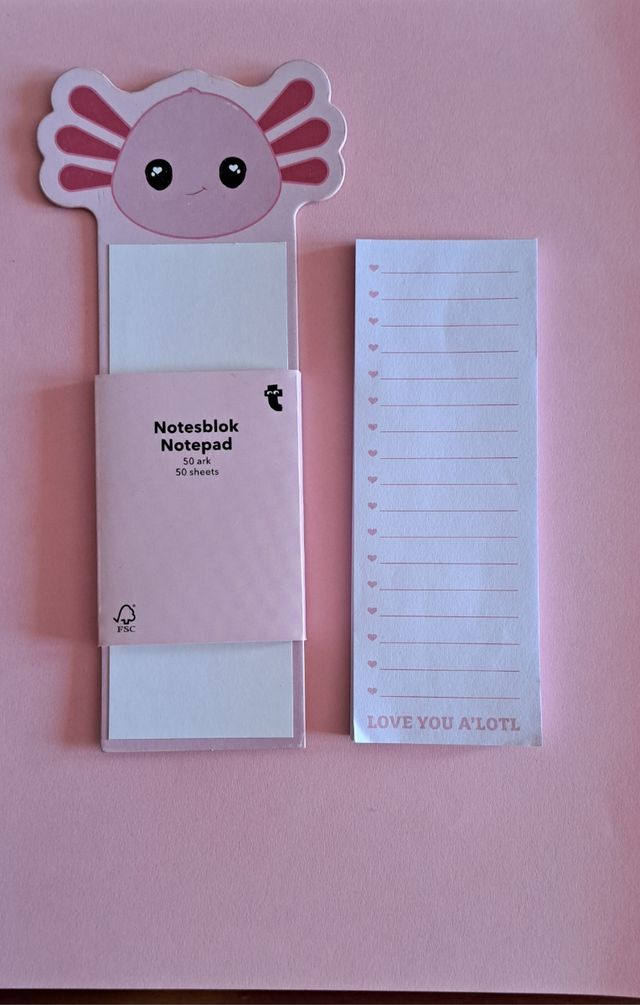 Notesblok
Notepad
50 ark
50 sheets
FSC
LOVE YOU A'LOTL